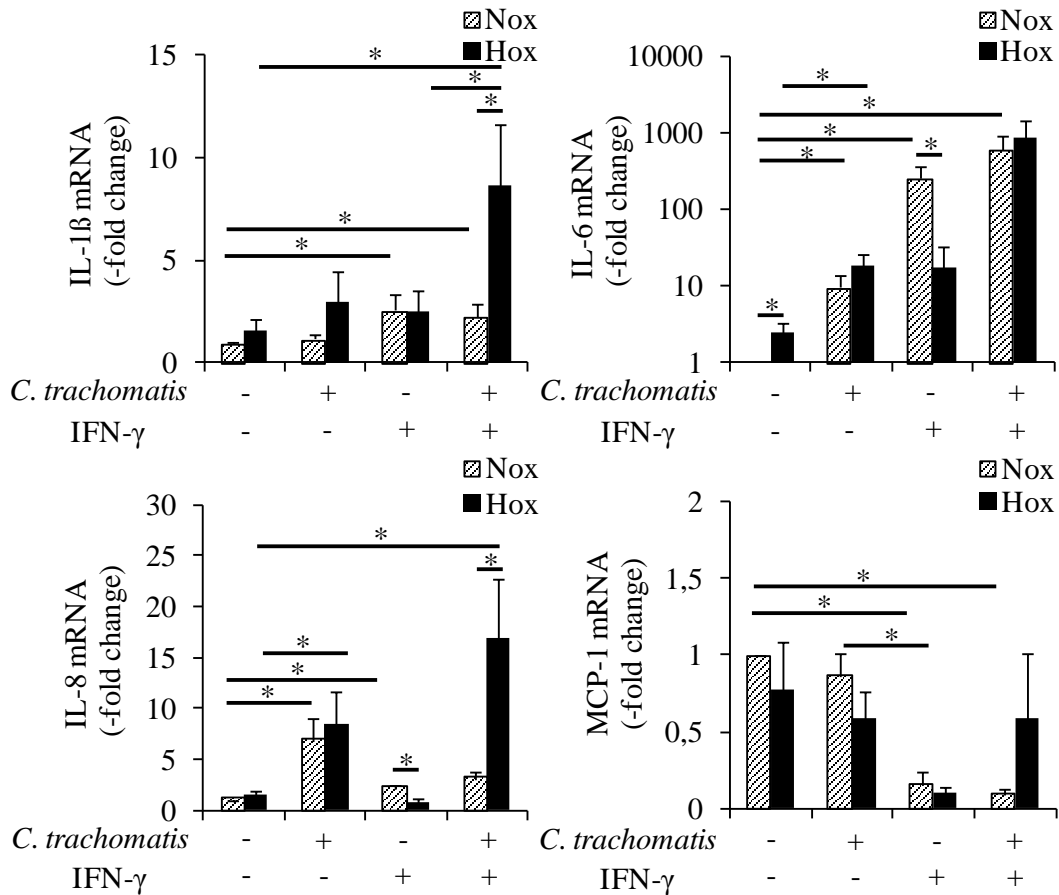 Nox
Hox
15
10
5
0
IL-1ß mRNA
(-fold change)
* * * * *
C. trachomatis - + - +
IFN-γ - - + +
Nox
Hox
10000
1000
100
10
1
IL-6 mRNA
(-fold change)
* * * * * *
- + - +
- - + +
Nox
Hox
30
25
20
15
10
5
0
IL-8 mRNA
(-fold change)
* * * * * *
C. trachomatis - + - +
IFN-γ - - + +
Nox
Hox
2
1,5
1
0,5
0
MCP-1 mRNA
(-fold change)
* * *
C. trachomatis - + - +
IFN-γ - - + +